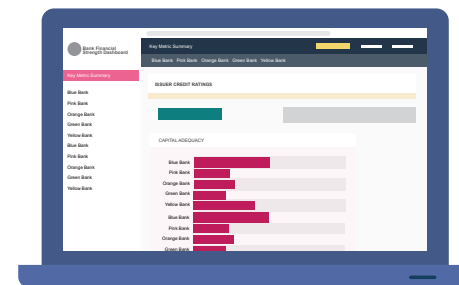 Bank Financial
Strength Dashboard
Key Metric Summary
Blue Bank Pink Bank Orange Bank Green Bank Yellow Bank
Key Metric Summary
Blue Bank
Pink Bank
Orange Bank
Green Bank
Yellow Bank
Blue Bank
Pink Bank
Orange Bank
Green Bank
Yellow Bank
ISSUER CREDIT RATINGS
CAPITAL ADEQUACY
Blue Bank
Pink Bank
Orange Bank
Green Bank
Yellow Bank
Blue Bank
Pink Bank
Orange Bank
Green Bank